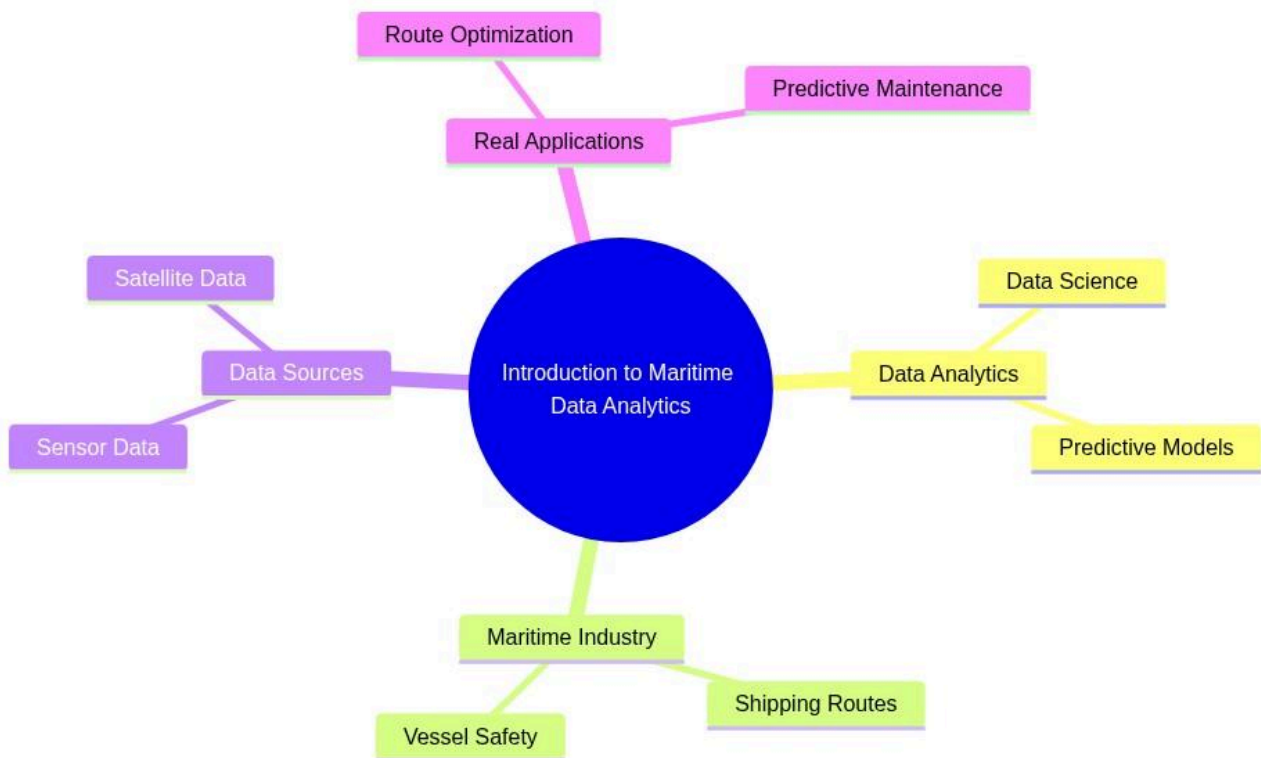 Route Optimization
Predictive Maintenance
Real Applications
Satellite Data
Data Science
Data Sources
Introduction to Maritime
Data Analytics
Data Analytics
Sensor Data
Predictive Models
Maritime Industry
Shipping Routes
Vessel Safety